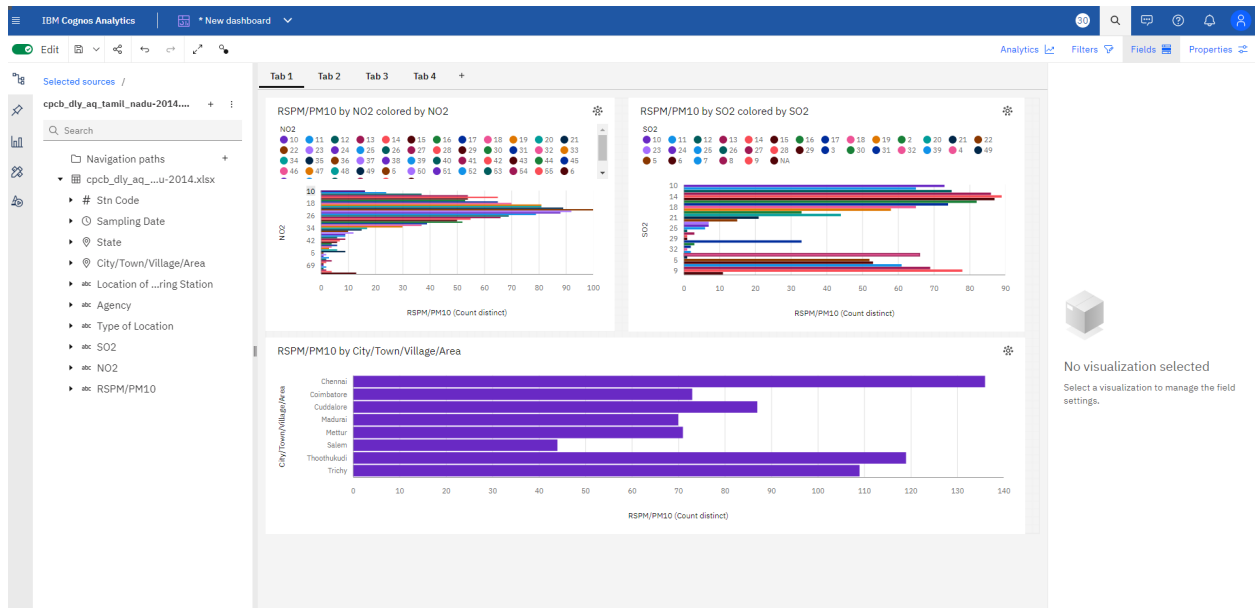 IBM Cognos Analytics
* New dashboard
30
Edit
Analytics
Filters
Fields
Properties
Selected sources /
cpcb_dly_aq_tamil_nadu-2014....
Search
Navigation paths
cpcb_dly_aq_...u-2014.xlsx
# Stn Code
Sampling Date
State
City/Town/Village/Area
abc Location of ...ring Station
abc Agency
abc Type of Location
abc SO2
abc NO2
abc RSPM/PM10
Tab 1 Tab 2 Tab 3 Tab 4 +
RSPM/PM10 by NO2 colored by NO2
NO2
10 11 12 13 14 15 16 17 18 19 20 21
22 23 24 25 26 27 28 29 30 31 32 33
34 35 36 37 38 39 40 41 42 43 44 45
46 47 48 49 5 50 51 52 53 54 55 6
NO2
10
18
26
34
42
5
69
0 10 20 30 40 50 60 70 80 90 100
RSPM/PM10 (Count distinct)
RSPM/PM10 by SO2 colored by SO2
SO2
10 11 12 13 14 15 16 17 18 19 2 20 21 22
23 24 25 26 27 28 29 3 30 31 32 39 4 49
5 6 7 8 9 NA
SO2
10
14
18
21
25
29
32
5
9
0 10 20 30 40 50 60 70 80 90
RSPM/PM10 (Count distinct)
RSPM/PM10 by City/Town/Village/Area
City/Town/Village/Area
Chennai
Coimbatore
Cuddalore
Madurai
Mettur
Salem
Thoothukudi
Trichy
0 10 20 30 40 50 60 70 80 90 100 110 120 130 140
RSPM/PM10 (Count distinct)
No visualization selected
Select a visualization to manage the field
settings.